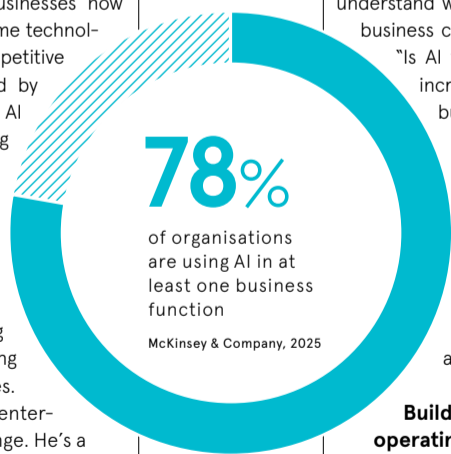 usinesses now
me technol-
petitive
d by
AI
g
g
ng
es.
enter-
nge. He's a
78%
of organisations
are using AI in at
least one business
function
McKinsey & Company, 2025
understand w
business c
"Is AI
incr
bu
a
Build
operatin